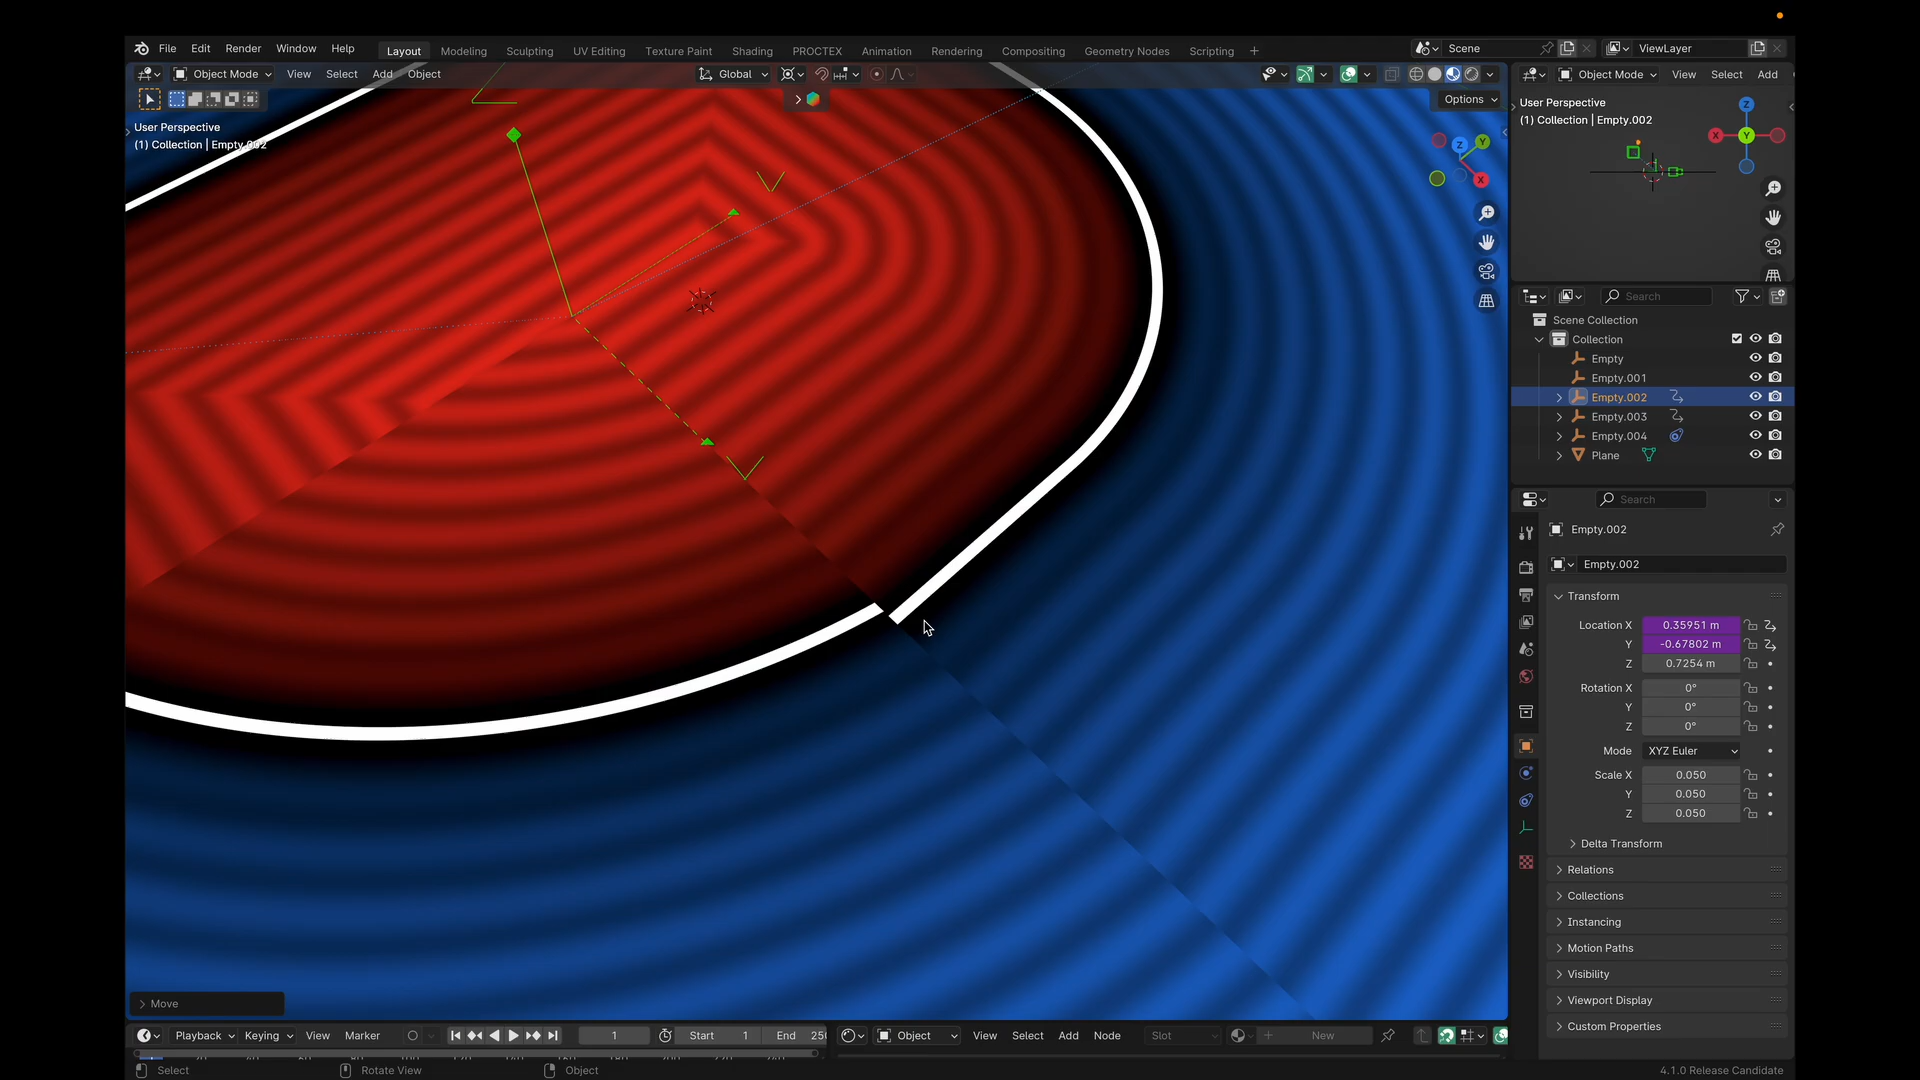 File Edit Render Window Help
Layout Modeling Sculpting UV Editing Texture Paint Shading PROCTEX Animation Rendering Compositing Geometry Nodes Scripting +
Scene
ViewLayer
Object Mode View Select Add Object
Global
Options
User Perspective
(1) Collection | Empty.002
Z Y X
Object Mode View Select Add
User Perspective
(1) Collection | Empty.002
Z
X Y
Search
Scene Collection
Collection
Empty
Empty.001
Empty.002
Empty.003
Empty.004
Plane
Search
Empty.002
Empty.002
Transform
Location X 0.35951 m
Y -0.67802 m
Z 0.7254 m
Rotation X 0°
Y 0°
Z 0°
Mode XYZ Euler
Scale X 0.050
Y 0.050
Z 0.050
Delta Transform
Relations
Collections
Instancing
Motion Paths
Visibility
Viewport Display
Custom Properties
Move
Playback Keying View Marker 1 Start 1 End 25
Object View Select Add Node Slot New
Select Rotate View Object
4.1.0 Release Candidate